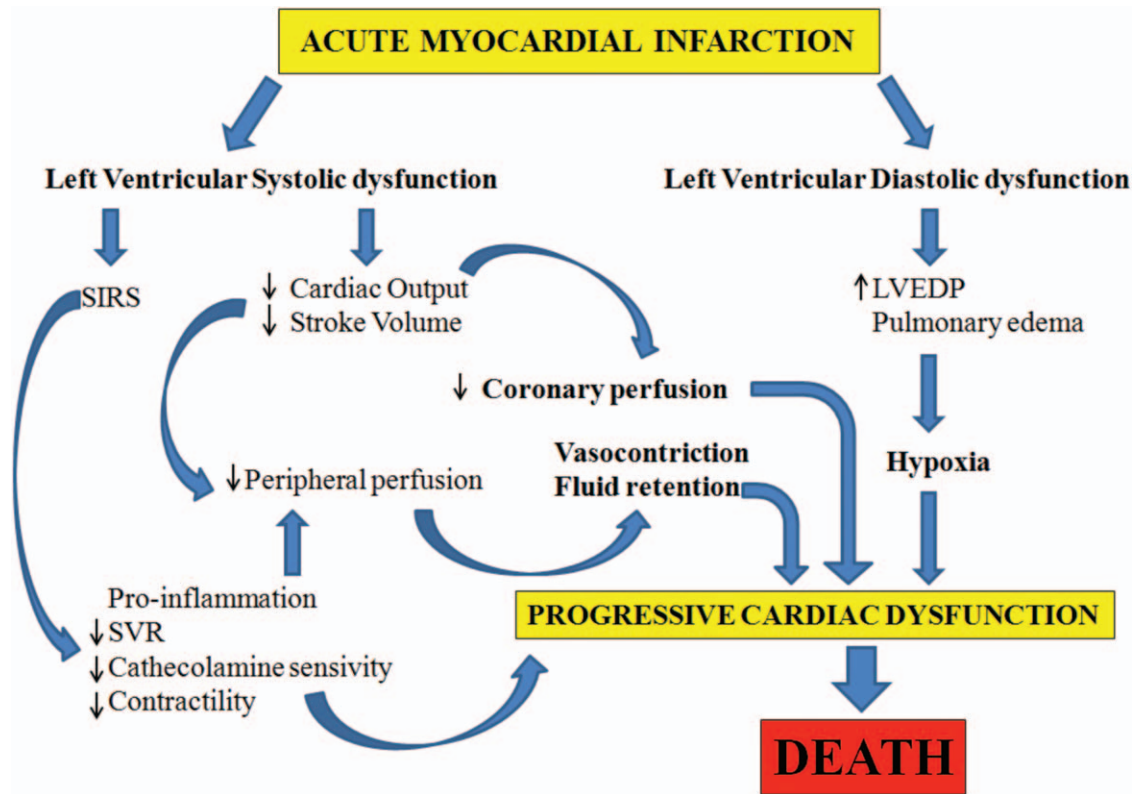 ACUTE MYOCARDIAL INFARCTION
Left Ventricular Systolic dysfunction
Left Ventricular Diastolic dysfunction
SIRS
↓ Cardiac Output
↓ Stroke Volume
↑ LVEDP
Pulmonary edema
↓ Coronary perfusion
Vasocontriction
Fluid retention
Hypoxia
↓ Peripheral perfusion
Pro-inflammation
↓ SVR
↓ Cathecolamine sensivity
↓ Contractility
PROGRESSIVE CARDIAC DYSFUNCTION
DEATH